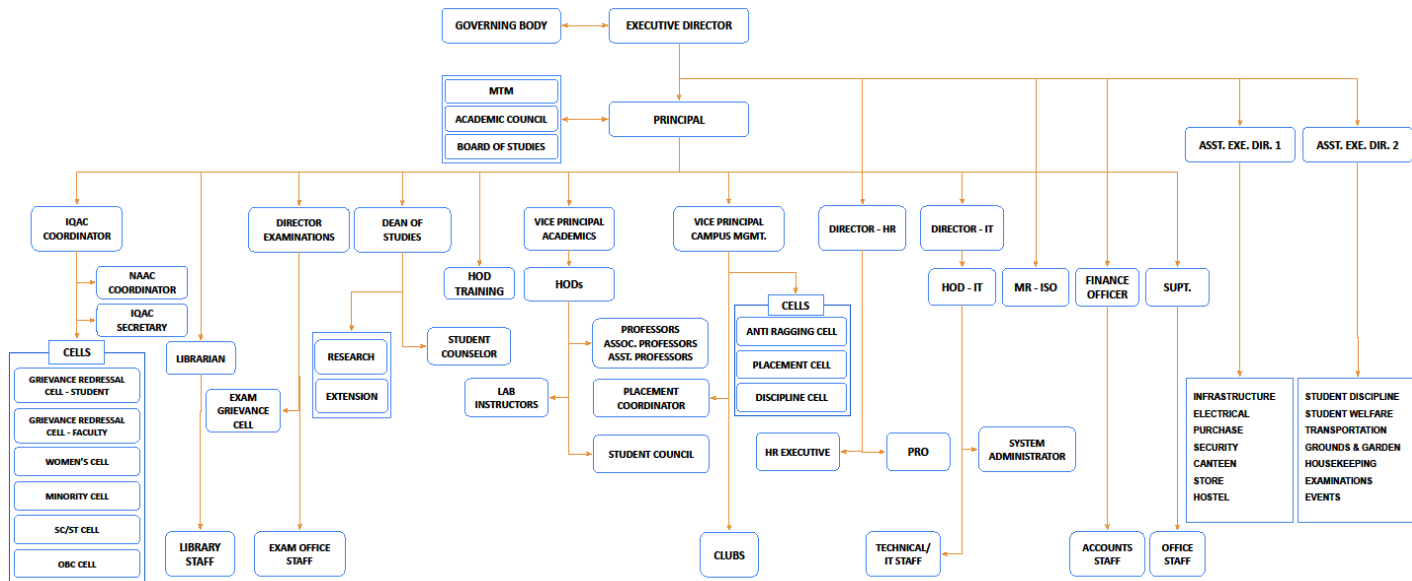 GOVERNING BODY
EXECUTIVE DIRECTOR
MTM
ACADEMIC COUNCIL
BOARD OF STUDIES
PRINCIPAL
ASST. EXE. DIR. 1
ASST. EXE. DIR. 2
IQAC
COORDINATOR
DIRECTOR
EXAMINATIONS
DEAN OF
STUDIES
VICE PRINCIPAL
ACADEMICS
VICE PRINCIPAL
CAMPUS MGMT.
DIRECTOR - HR
DIRECTOR - IT
NAAC
COORDINATOR
IQAC
SECRETARY
HOD
TRAINING
HODs
HOD - IT
MR - ISO
FINANCE
OFFICER
SUPT.
CELLS
GRIEVANCE REDRESSAL
CELL - STUDENT
GRIEVANCE REDRESSAL
CELL - FACULTY
WOMEN'S CELL
MINORITY CELL
SC/ST CELL
OBC CELL
LIBRARIAN
EXAM
GRIEVANCE
CELL
RESEARCH
EXTENSION
STUDENT
COUNSELOR
PROFESSORS
ASSOC. PROFESSORS
ASST. PROFESSORS
LAB
INSTRUCTORS
PLACEMENT
COORDINATOR
STUDENT COUNCIL
CELLS
ANTI RAGGING CELL
PLACEMENT CELL
DISCIPLINE CELL
HR EXECUTIVE
PRO
SYSTEM
ADMINISTRATOR
INFRASTRUCTURE
ELECTRICAL
PURCHASE
SECURITY
CANTEEN
STORE
HOSTEL
STUDENT DISCIPLINE
STUDENT WELFARE
TRANSPORTATION
GROUNDS & GARDEN
HOUSEKEEPING
EXAMINATIONS
EVENTS
LIBRARY
STAFF
EXAM OFFICE
STAFF
CLUBS
TECHNICAL/
IT STAFF
ACCOUNTS
STAFF
OFFICE
STAFF